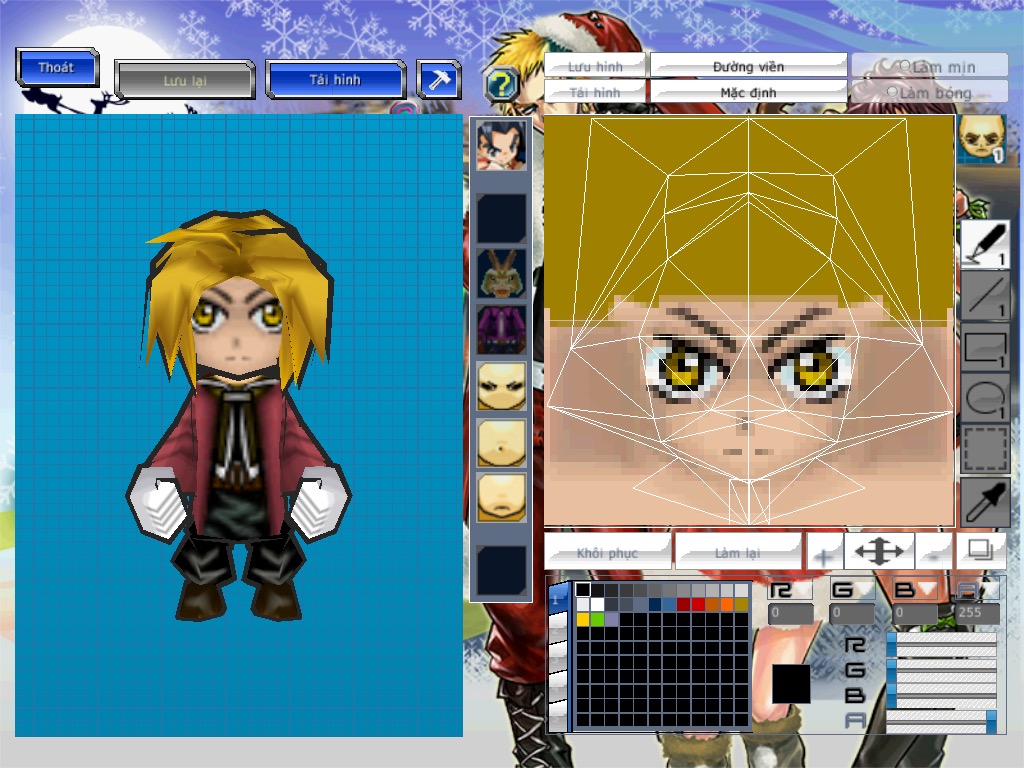 Thoát
Lưu lại
Tải hình
Lưu hình
Đường viền
Làm mịn
Tải hình
Mặc định
Làm bóng
?
1
1
1
1
1
Khôi phục
Làm lại
+
-
1
R
G
B
A
0
0
0
255
R
G
B
A